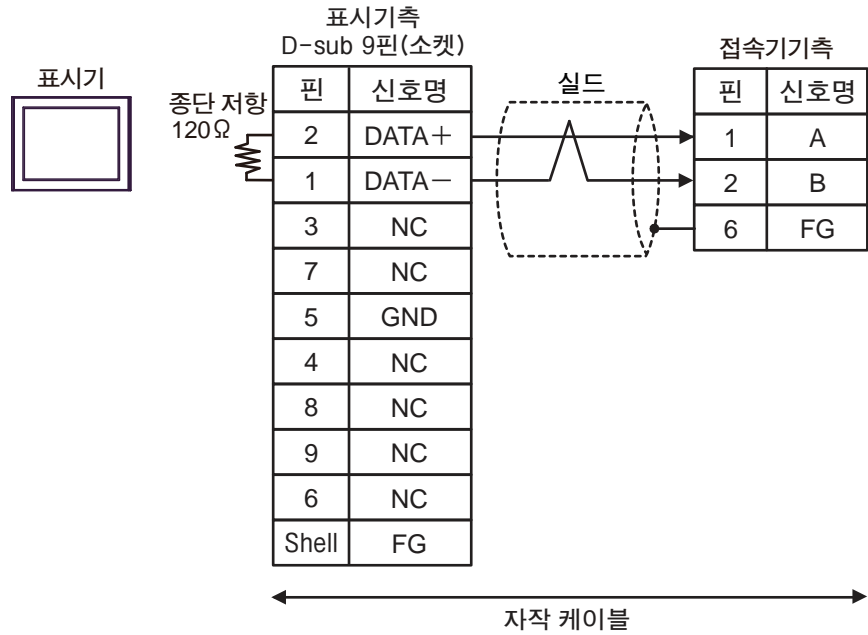 표시기측
D-sub 9핀(소켓)
접속기기측
표시기
종단 저항
120Ω
실드
핀 신호명
2 DATA+
1 DATA-
3 NC
7 NC
5 GND
4 NC
8 NC
9 NC
6 NC
Shell FG
핀 신호명
1 A
2 B
6 FG
자작 케이블